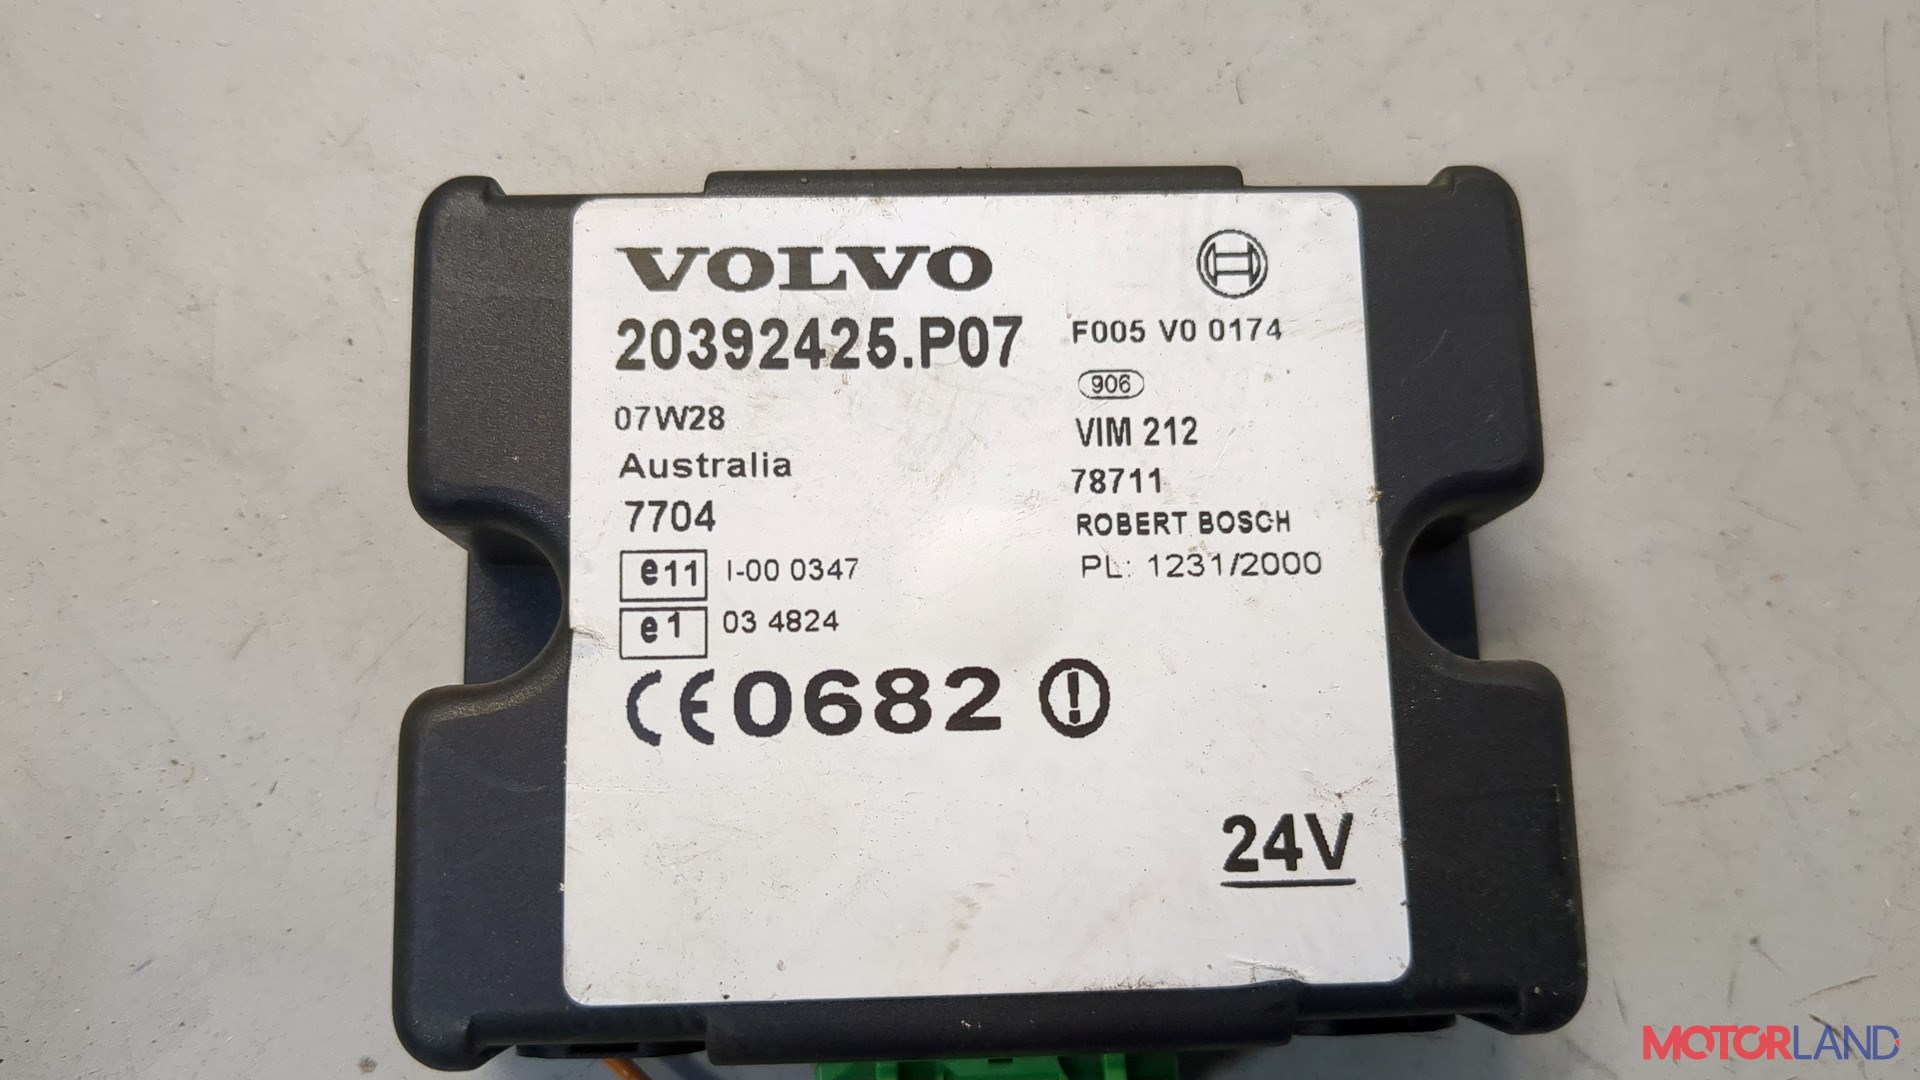 VOLVO
20392425.P07
F005 V0 0174
906
07W28
VIM 212
Australia
78711
7704
ROBERT BOSCH
e11 I-00 0347
PL: 1231/2000
e1 03 4824
CE0682
24V
MOTORLAND